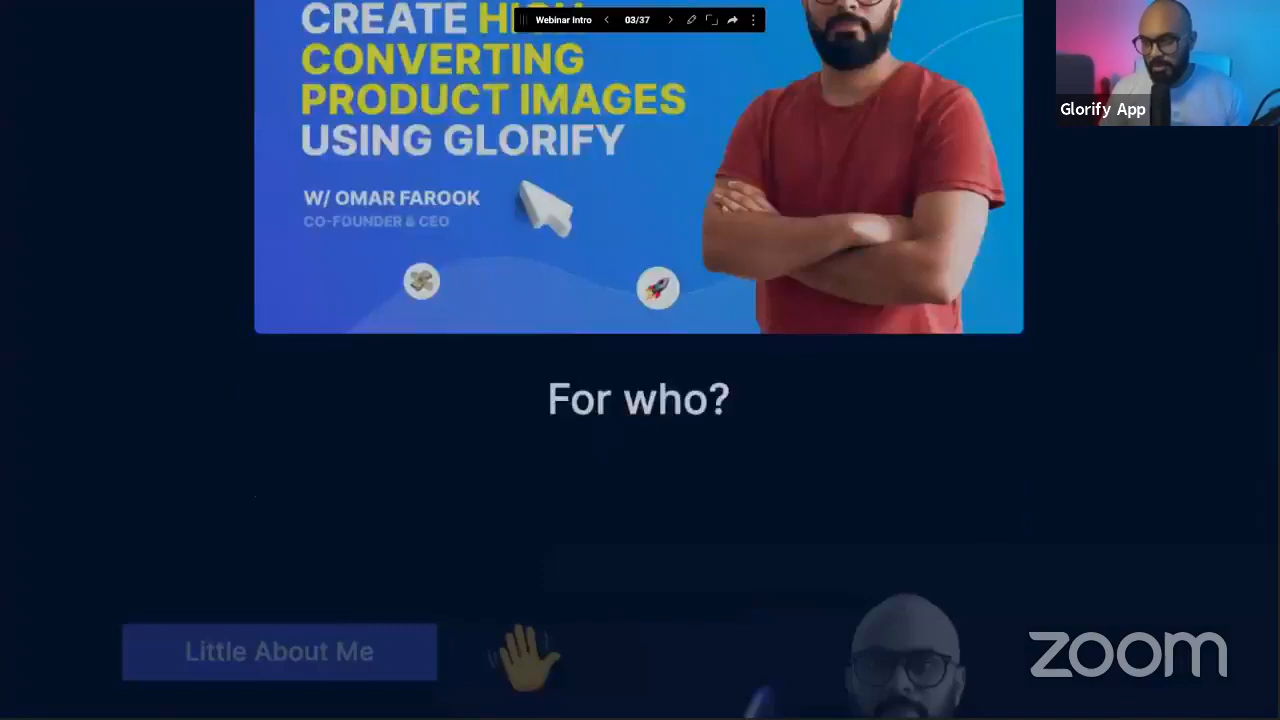 Webinar Intro 03/37
CREATE HIGH
CONVERTING
PRODUCT IMAGES
USING GLORIFY
W/ OMAR FAROOK
CO-FOUNDER & CEO
Glorify App
For who?
Little About Me
zoom